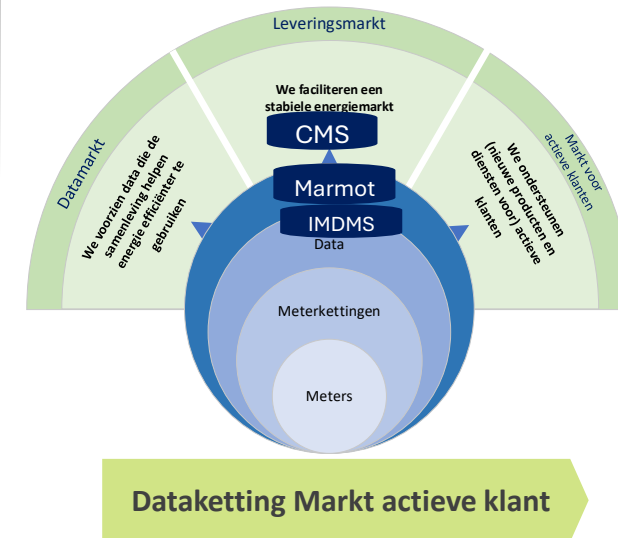 Leveringsmarkt
We faciliteren een
stabiele energiemarkt
CMS
Datamarkt
We voorzien data die de
samenleving helpen
energie efficiënter te
gebruiken
Markt voor
actieve klanten
We ondersteunen
(nieuwe producten en
diensten voor) actieve
klanten
Marmot
IMDMS
Data
Meterkettingen
Meters
Dataketting Markt actieve klant